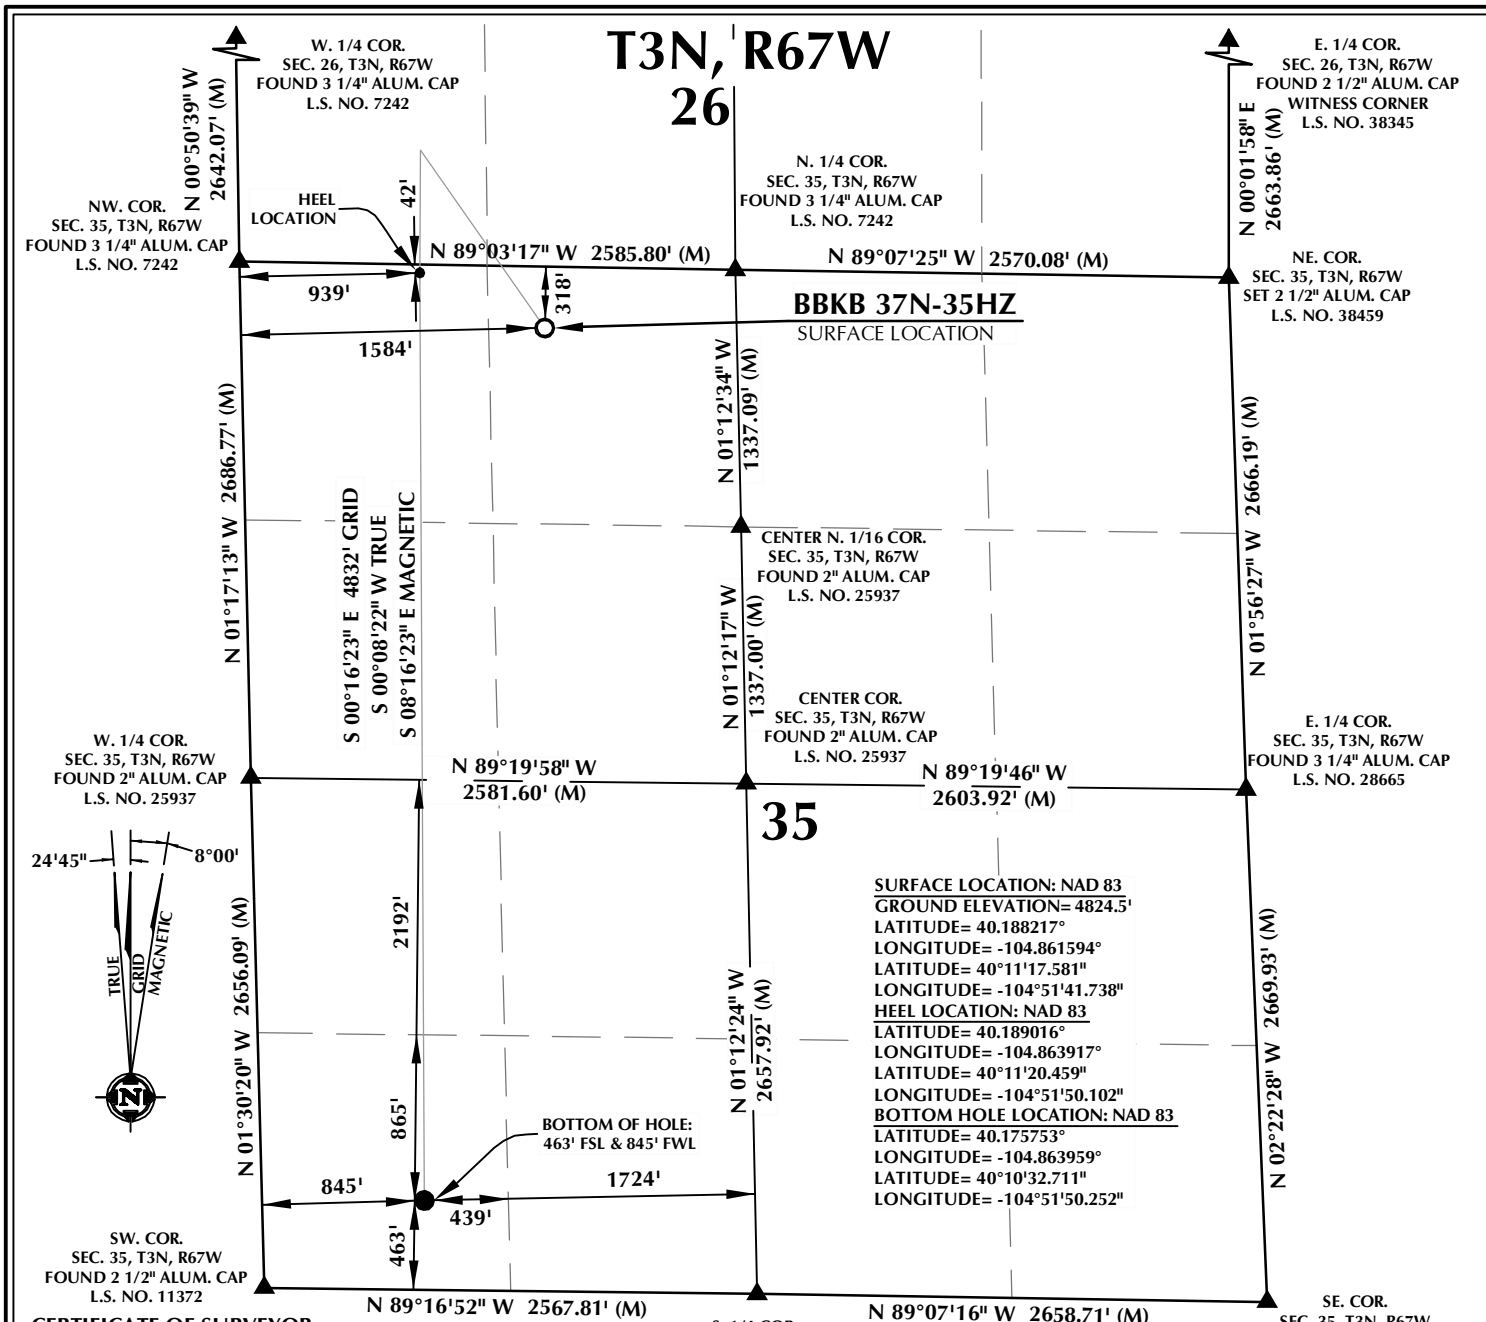 T3N, R67W
26
W. 1/4 COR.
SEC. 26, T3N, R67W
FOUND 3 1/4" ALUM. CAP
L.S. NO. 7242
E. 1/4 COR.
SEC. 26, T3N, R67W
FOUND 2 1/2" ALUM. CAP
WITNESS CORNER
L.S. NO. 38345
N 00°50'39" W
2642.07' (M)
N 00°01'58" E
2663.86' (M)
N. 1/4 COR.
SEC. 35, T3N, R67W
FOUND 3 1/4" ALUM. CAP
L.S. NO. 7242
NW. COR.
SEC. 35, T3N, R67W
FOUND 3 1/4" ALUM. CAP
L.S. NO. 7242
HEEL
LOCATION
42'
N 89°03'17" W 2585.80' (M)
N 89°07'25" W 2570.08' (M)
NE. COR.
SEC. 35, T3N, R67W
SET 2 1/2" ALUM. CAP
L.S. NO. 38459
939'
318'
1584'
BBKB 37N-35HZ
SURFACE LOCATION
N 01°17'13" W 2686.77' (M)
N 01°12'34" W
1337.09' (M)
N 01°56'27" W 2666.19' (M)
S 00°16'23" E 4832' GRID
S 00°08'22" W TRUE
S 08°16'23" E MAGNETIC
CENTER N. 1/16 COR.
SEC. 35, T3N, R67W
FOUND 2" ALUM. CAP
L.S. NO. 25937
N 01°12'17" W
1337.00' (M)
CENTER COR.
SEC. 35, T3N, R67W
FOUND 2" ALUM. CAP
L.S. NO. 25937
W. 1/4 COR.
SEC. 35, T3N, R67W
FOUND 2" ALUM. CAP
L.S. NO. 25937
E. 1/4 COR.
SEC. 35, T3N, R67W
FOUND 3 1/4" ALUM. CAP
L.S. NO. 28665
N 89°19'58" W
2581.60' (M)
N 89°19'46" W
2603.92' (M)
35
24'45"
8°00'
TRUE
GRID
MAGNETIC
N
2192'
N 01°30'20" W 2656.09' (M)
N 01°12'24" W
2657.92' (M)
N 02°22'28" W 2669.93' (M)
SURFACE LOCATION: NAD 83
GROUND ELEVATION= 4824.5'
LATITUDE= 40.188217°
LONGITUDE= -104.861594°
LATITUDE= 40°11'17.581"
LONGITUDE= -104°51'41.738"
HEEL LOCATION: NAD 83
LATITUDE= 40.189016°
LONGITUDE= -104.863917°
LATITUDE= 40°11'20.459"
LONGITUDE= -104°51'50.102"
BOTTOM HOLE LOCATION: NAD 83
LATITUDE= 40.175753°
LONGITUDE= -104.863959°
LATITUDE= 40°10'32.711"
LONGITUDE= -104°51'50.252"
865'
BOTTOM OF HOLE:
463' FSL & 845' FWL
845'
439'
1724'
463'
SW. COR.
SEC. 35, T3N, R67W
FOUND 2 1/2" ALUM. CAP
L.S. NO. 11372
N 89°16'52" W 2567.81' (M)
N 89°07'16" W 2658.71' (M)
SE. COR.
SEC. 35, T3N, R67W
CERTIFICATE OF SURVEYOR
S. 1/4 COR.